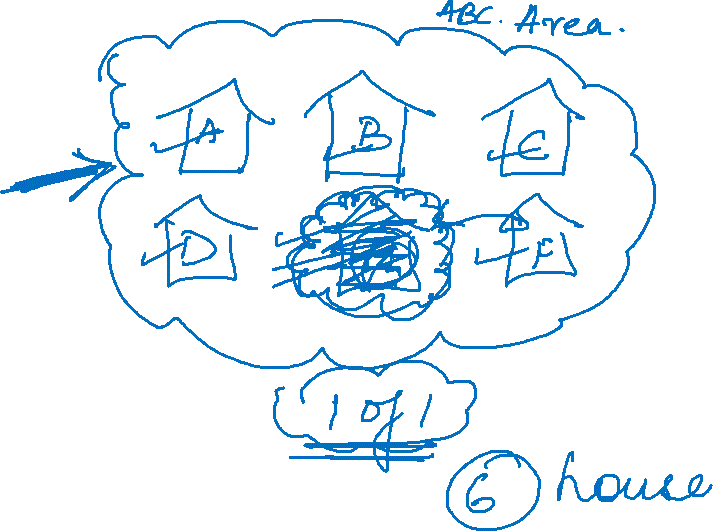 ABC. Area.
A B C
D F
1 of 1
6 house